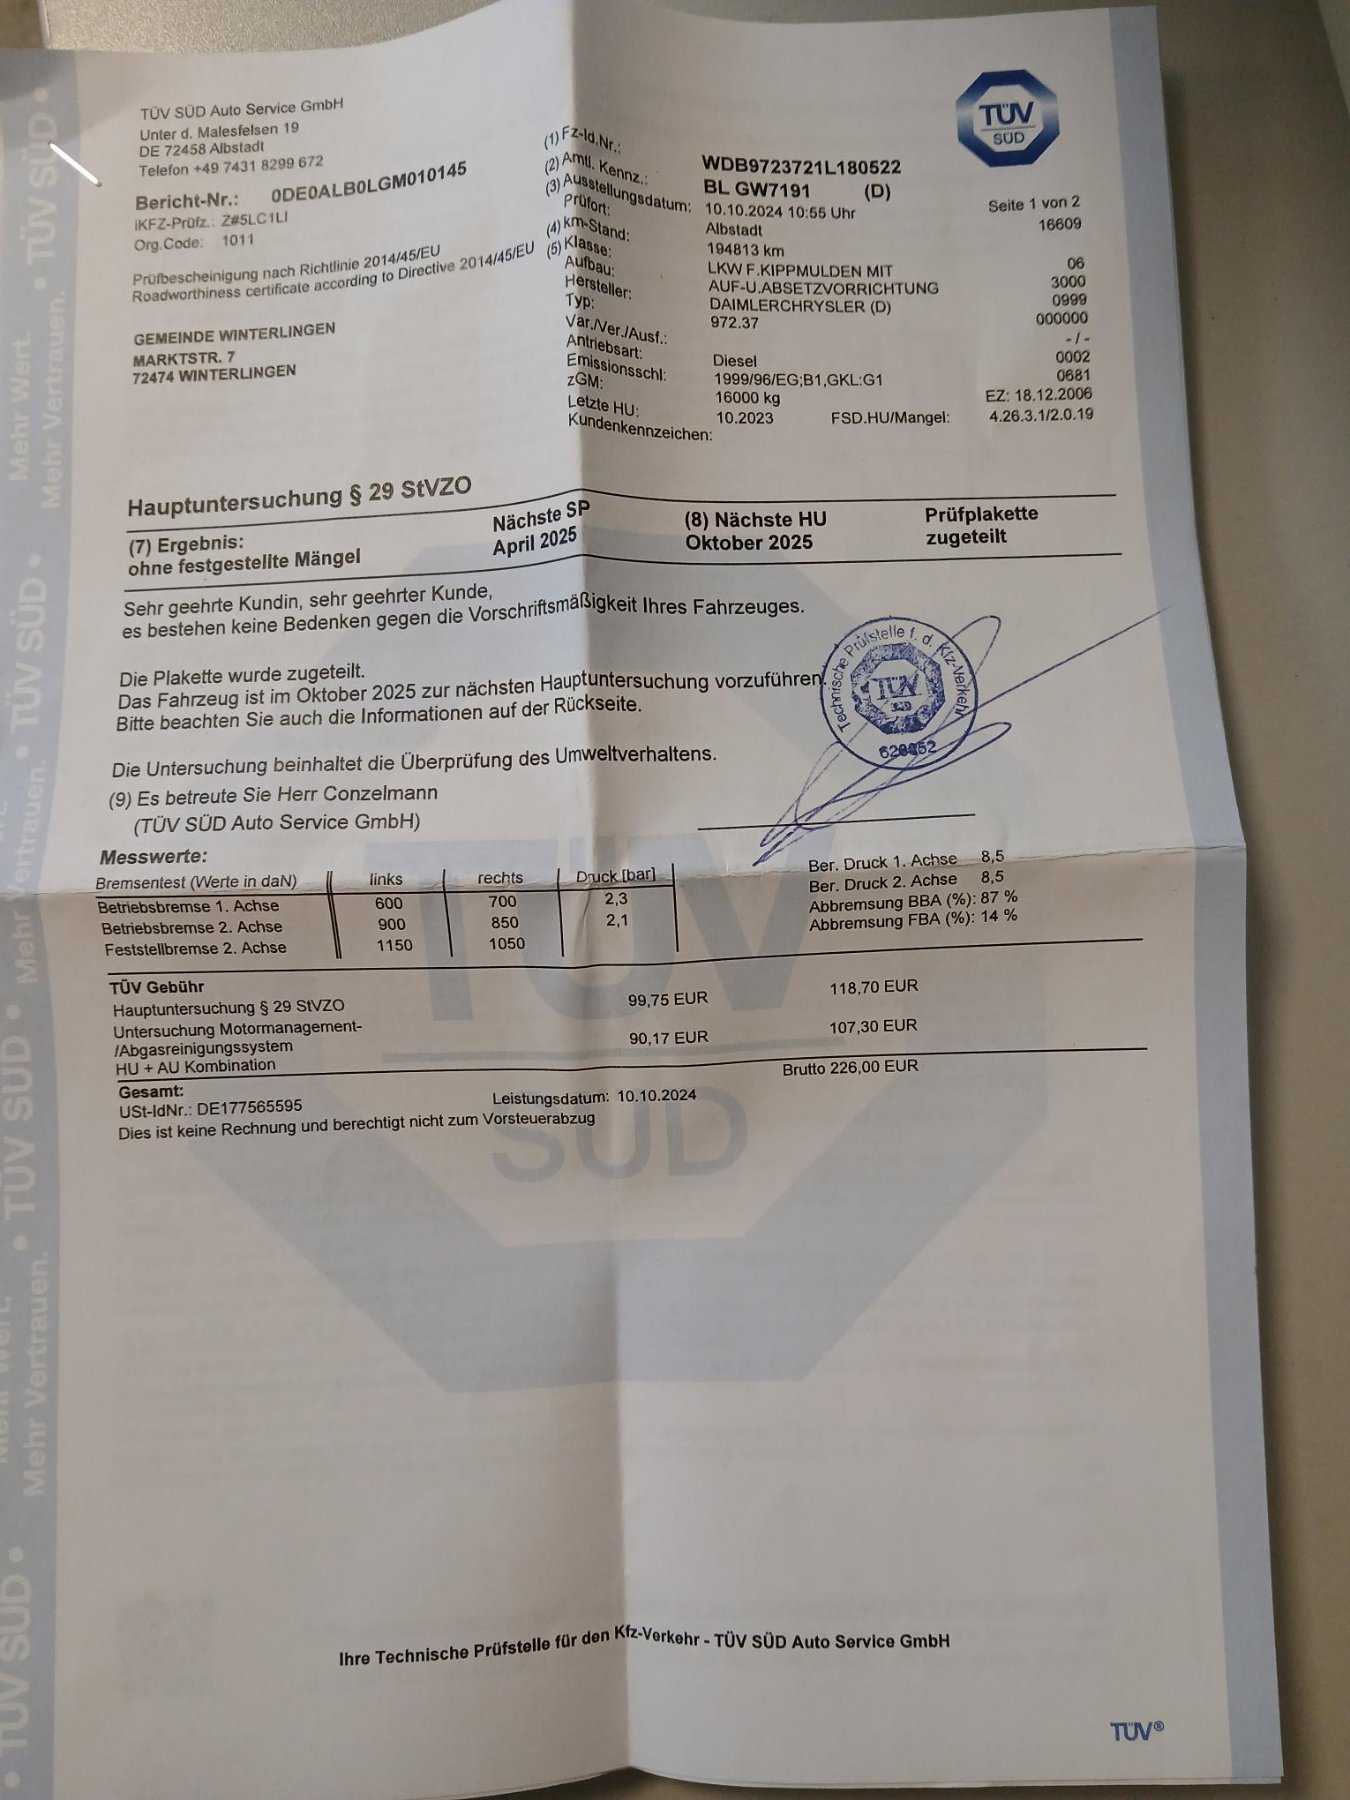 TÜV SÜD Auto Service GmbH
Unter d. Malesfelsen 19
DE 72458 Albstadt
Telefon +49 7431 8299 672
Bericht-Nr.: 0DE0ALB0LGM010145
iKFZ-Prüfz.: Z#5LC1LI
Org.Code: 1011
Prüfbescheinigung nach Richtlinie 2014/45/EU
Roadworthiness certificate according to Directive 2014/45/EU
GEMEINDE WINTERLINGEN
MARKTSTR. 7
72474 WINTERLINGEN
TÜV
SÜD
(1) Fz-Id.Nr.: WDB9723721L180522
(2) Amtl. Kennz.: BL GW7191 (D)
Seite 1 von 2
(3) Ausstellungsdatum: 10.10.2024 10:55 Uhr 16609
Prüfort: Albstadt
(4) km-Stand: 194813 km
(5) Klasse: LKW F.KIPPMULDEN MIT 06
Aufbau: AUF-U.ABSETZVORRICHTUNG 3000
Hersteller: DAIMLERCHRYSLER (D) 0999
Typ: 972.37 000000
Var./Ver./Ausf.: - / -
Antriebsart: Diesel 0002
Emissionsschl: 1999/96/EG;B1,GKL:G1 0681
zGM: 16000 kg EZ: 18.12.2006
Letzte HU: 10.2023 FSD.HU/Mangel: 4.26.3.1/2.0.19
Kundenkennzeichen:
Hauptuntersuchung § 29 StVZO
(7) Ergebnis: Nächste SP (8) Nächste HU Prüfplakette
ohne festgestellte Mängel April 2025 Oktober 2025 zugeteilt
Sehr geehrte Kundin, sehr geehrter Kunde,
es bestehen keine Bedenken gegen die Vorschriftsmäßigkeit Ihres Fahrzeuges.
Die Plakette wurde zugeteilt.
Das Fahrzeug ist im Oktober 2025 zur nächsten Hauptuntersuchung vorzuführen.
Bitte beachten Sie auch die Informationen auf der Rückseite.
Technische Prüfstelle f. d. Kfz-Verkehr
TÜV
SÜD
Die Untersuchung beinhaltet die Überprüfung des Umweltverhaltens.
(9) Es betreute Sie Herr Conzelmann
(TÜV SÜD Auto Service GmbH)
Messwerte:
Bremsentest (Werte in daN) links rechts Druck [bar]
Betriebsbremse 1. Achse 600 700 2,3
Betriebsbremse 2. Achse 900 850 2,1
Feststellbremse 2. Achse 1150 1050
Ber. Druck 1. Achse 8,5
Ber. Druck 2. Achse 8,5
Abbremsung BBA (%): 87 %
Abbremsung FBA (%): 14 %
TÜV Gebühr
Hauptuntersuchung § 29 StVZO 99,75 EUR 118,70 EUR
Untersuchung Motormanagement-
/Abgasreinigungssystem 90,17 EUR 107,30 EUR
HU + AU Kombination
Gesamt: Brutto 226,00 EUR
USt-IdNr.: DE177565595 Leistungsdatum: 10.10.2024
Dies ist keine Rechnung und berechtigt nicht zum Vorsteuerabzug
TÜV
SÜD
Ihre Technische Prüfstelle für den Kfz-Verkehr - TÜV SÜD Auto Service GmbH
TÜV®
Mehr Wert.
Mehr Vertrauen.
TÜV SÜD